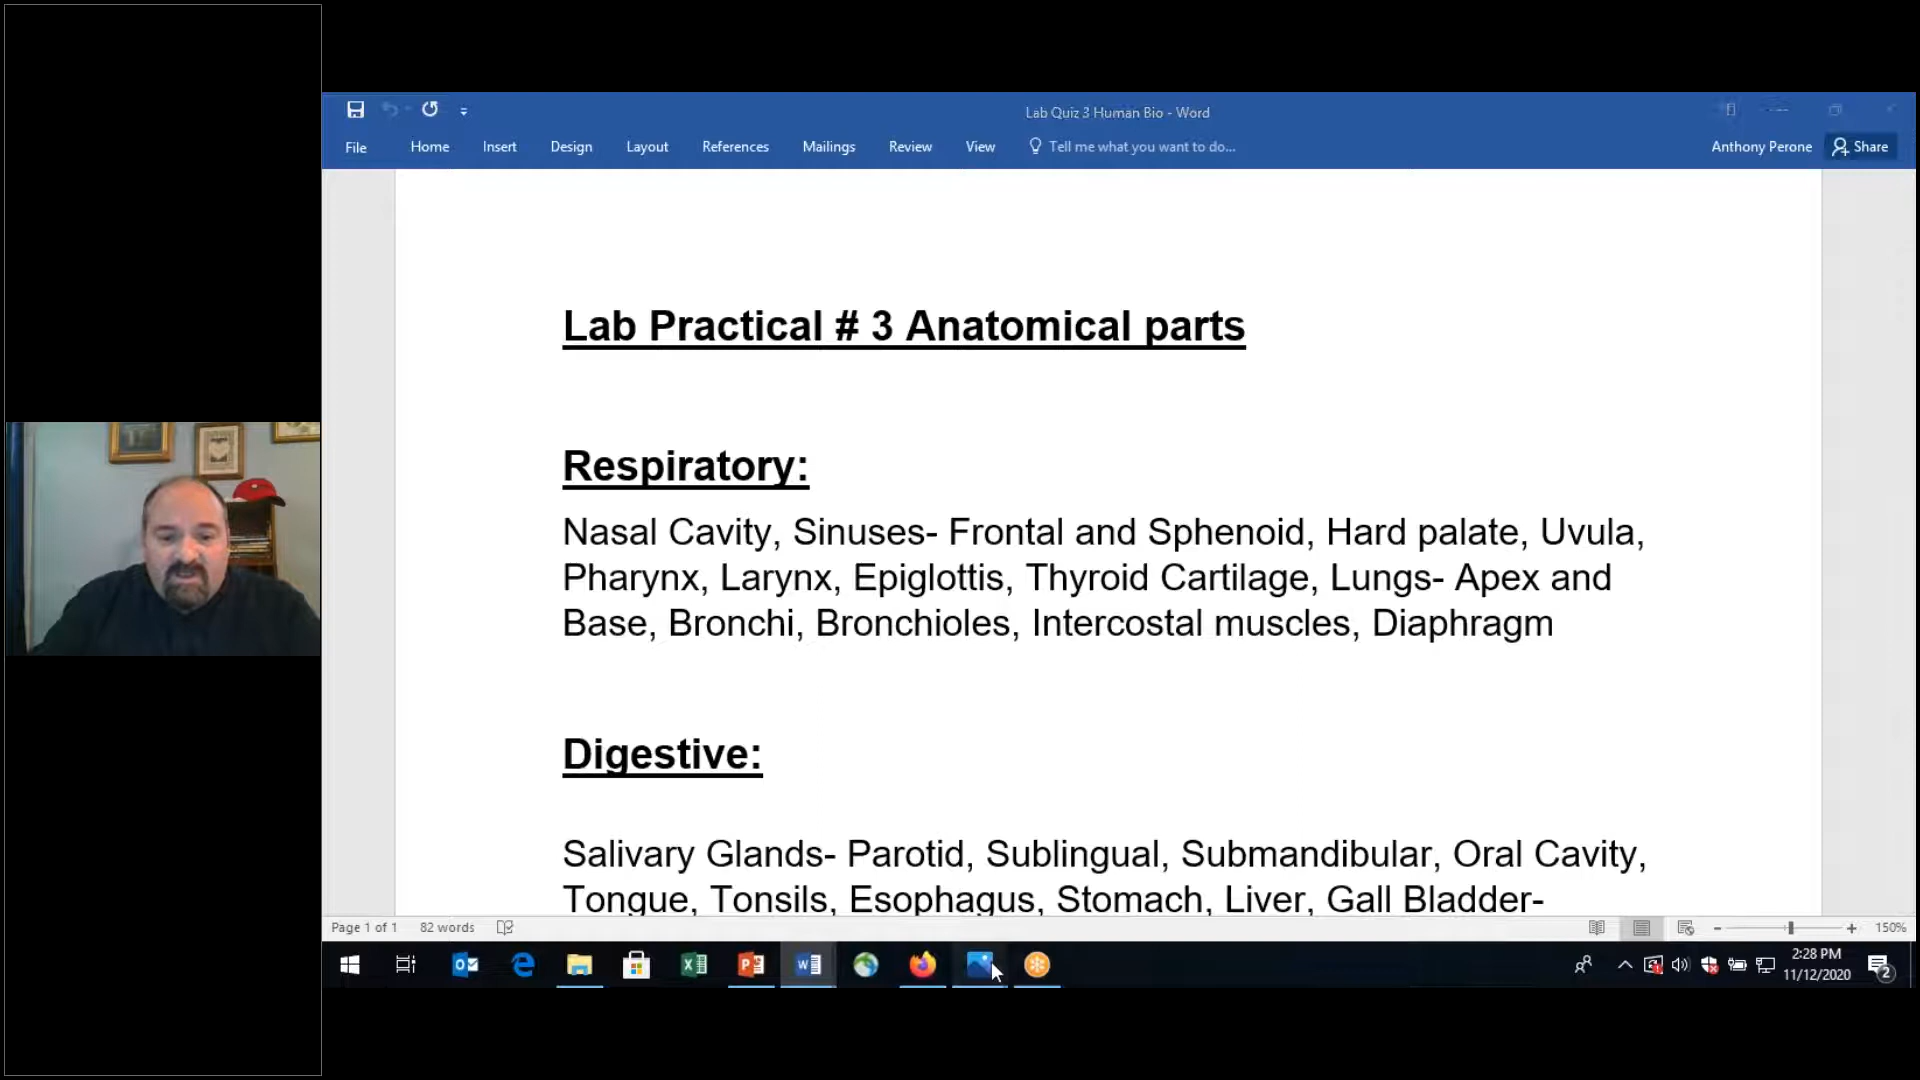 Lab Quiz 3 Human Bio - Word
File Home Insert Design Layout References Mailings Review View Tell me what you want to do... Anthony Perone Share
Lab Practical # 3 Anatomical parts
Respiratory:
Nasal Cavity, Sinuses- Frontal and Sphenoid, Hard palate, Uvula,
Pharynx, Larynx, Epiglottis, Thyroid Cartilage, Lungs- Apex and
Base, Bronchi, Bronchioles, Intercostal muscles, Diaphragm
Digestive:
Salivary Glands- Parotid, Sublingual, Submandibular, Oral Cavity,
Tongue, Tonsils, Esophagus, Stomach, Liver, Gall Bladder-
Page 1 of 1 82 words 150%
2:28 PM
11/12/2020
2